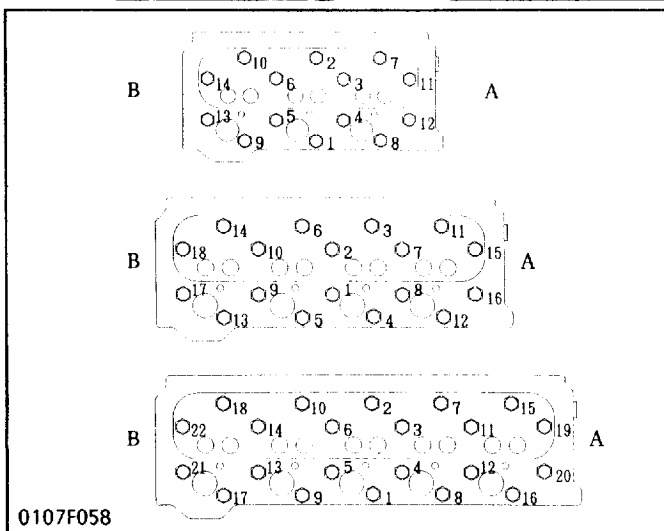 10 2 7
B 14 6 3 11 A
13 5 4 12
9 1 8
14 6 3 11
18 10 2 7 15
B A
17 9 1 8 16
13 5 4 12
18 10 2 7 15
22 14 6 3 11 19
B A
21 13 5 4 12 20
17 9 1 8 16
0107F058